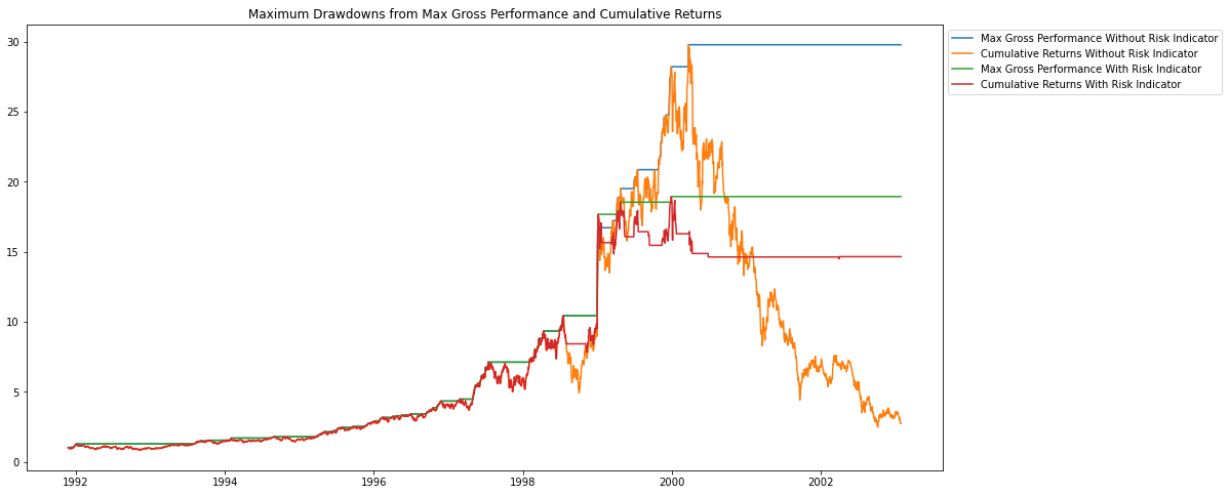 Maximum Drawdowns from Max Gross Performance and Cumulative Returns
30
25
20
15
10
5
0
1992 1994 1996 1998 2000 2002
Max Gross Performance Without Risk Indicator
Cumulative Returns Without Risk Indicator
Max Gross Performance With Risk Indicator
Cumulative Returns With Risk Indicator